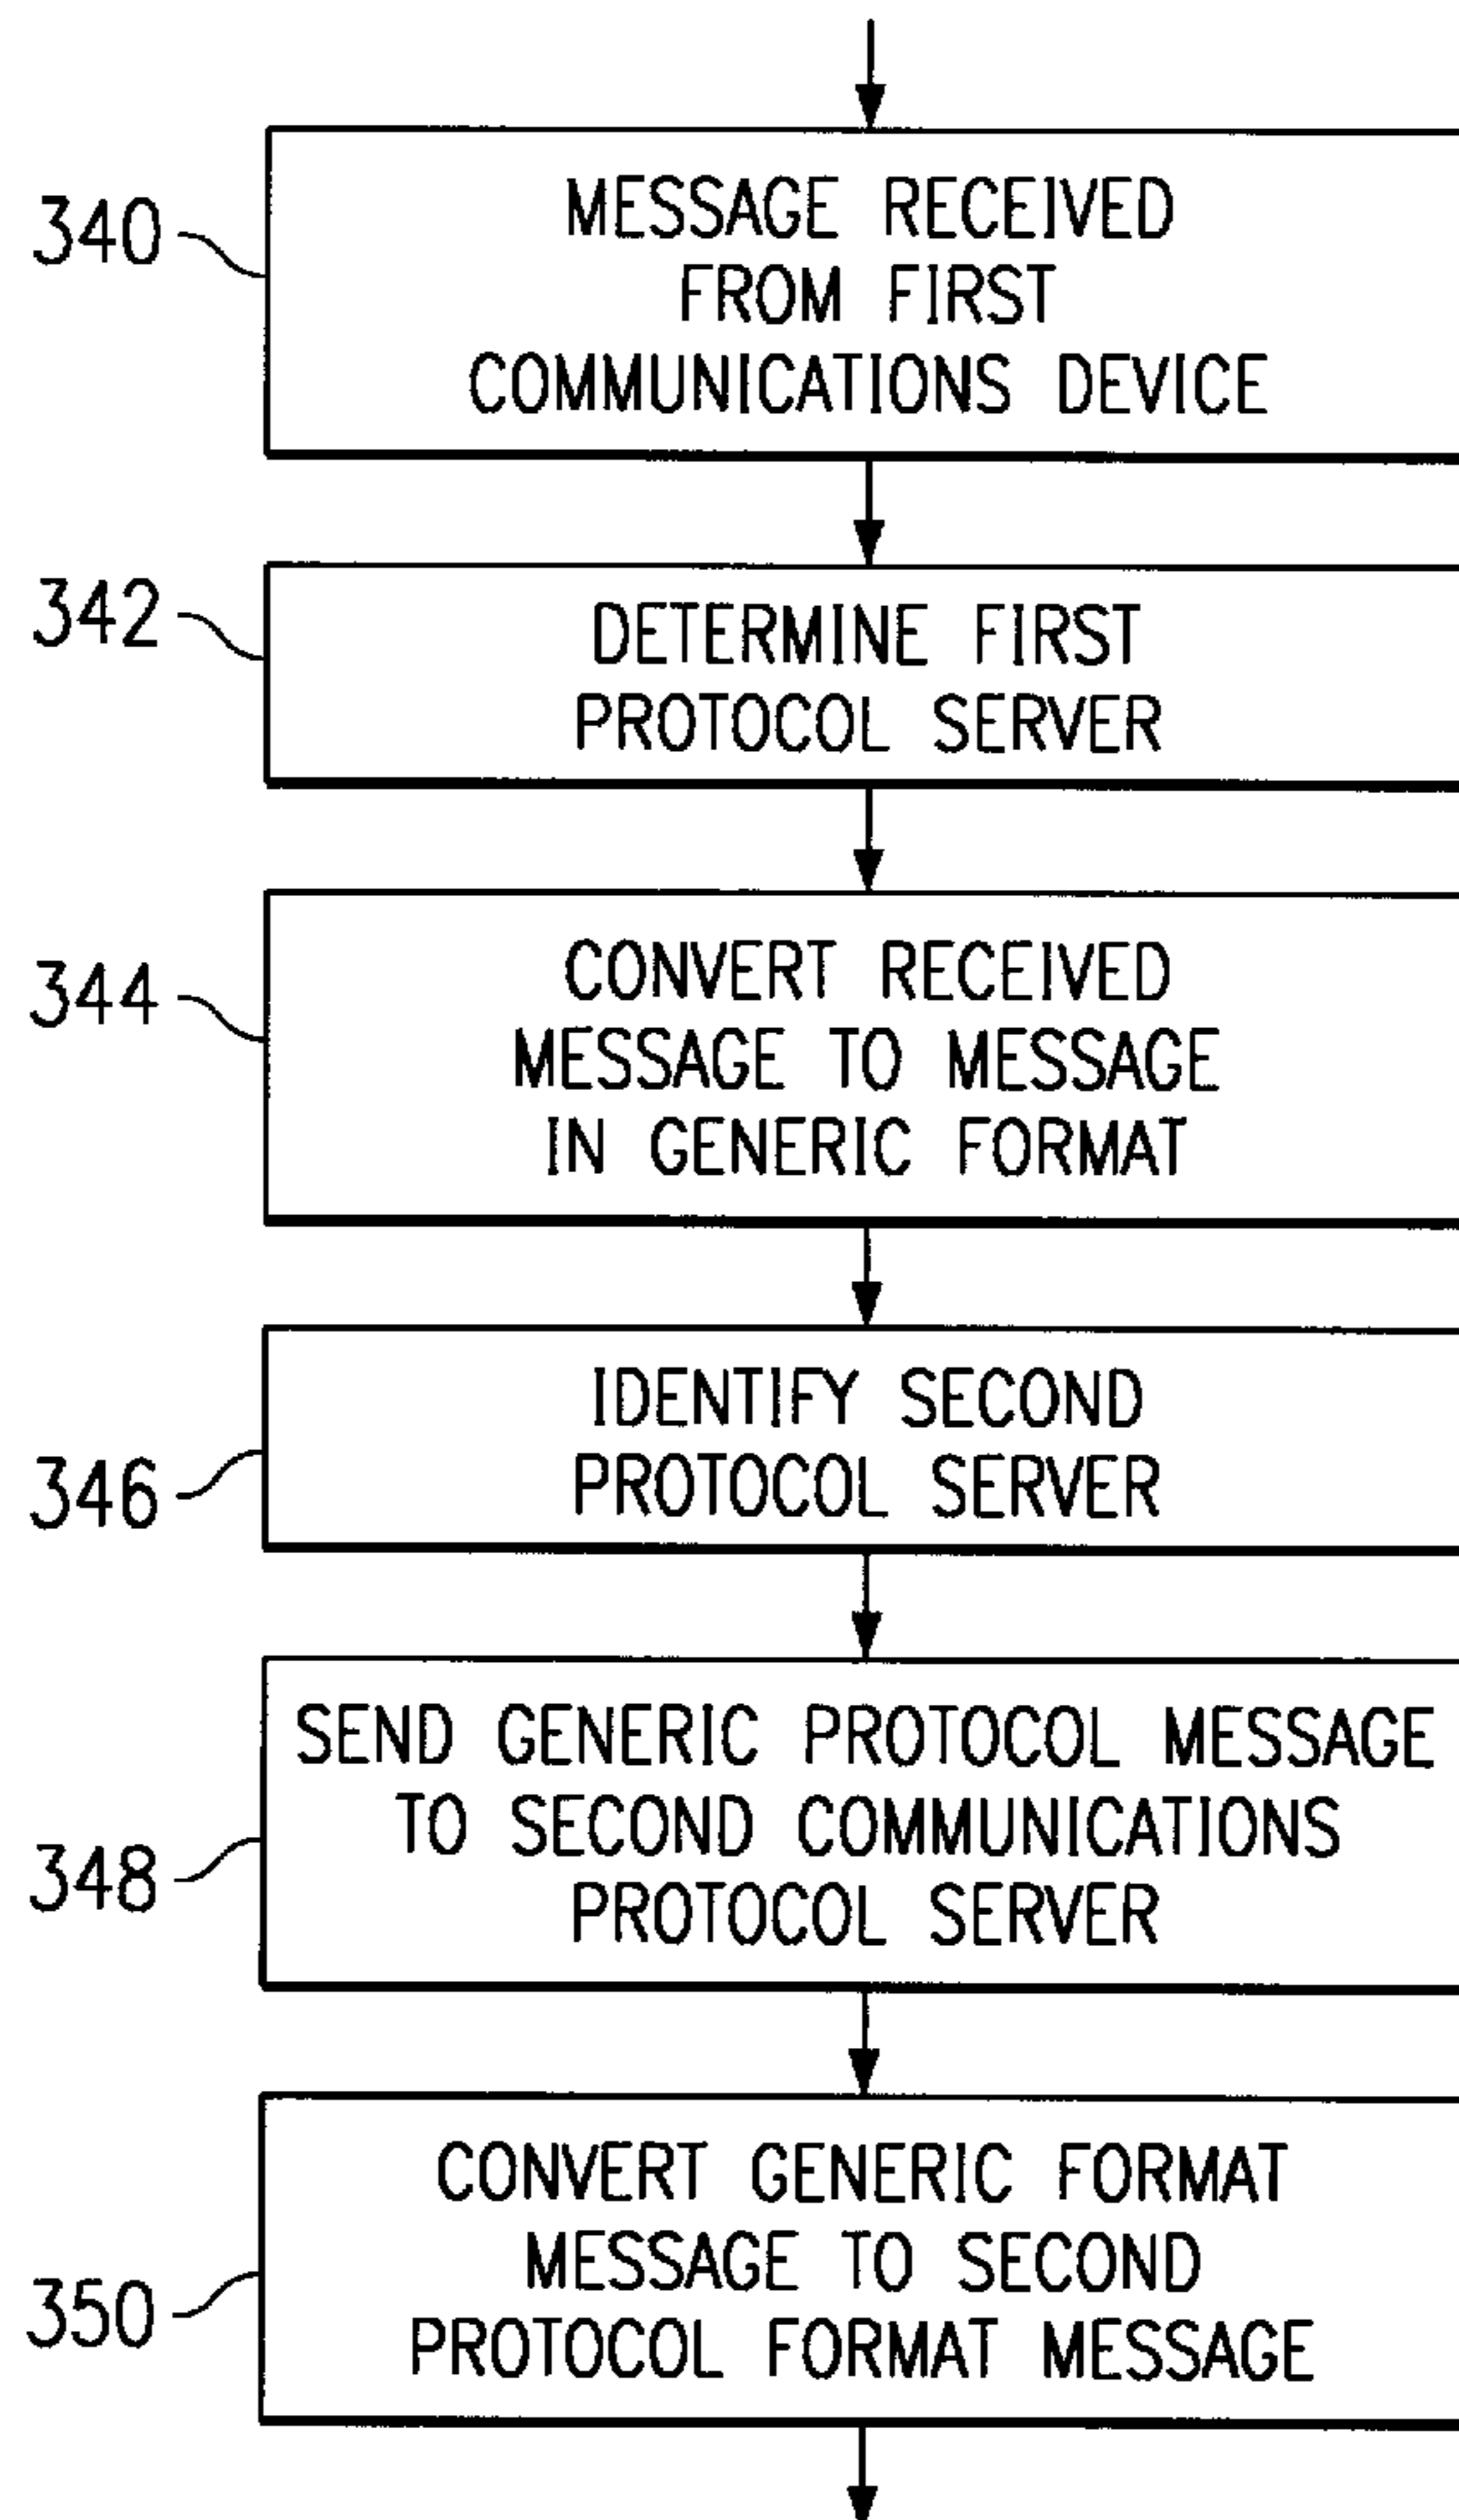 340
MESSAGE RECEIVED
FROM FIRST
COMMUNICATIONS DEVICE
342
DETERMINE FIRST
PROTOCOL SERVER
344
CONVERT RECEIVED
MESSAGE TO MESSAGE
IN GENERIC FORMAT
346
IDENTIFY SECOND
PROTOCOL SERVER
348
SEND GENERIC PROTOCOL MESSAGE
TO SECOND COMMUNICATIONS
PROTOCOL SERVER
350
CONVERT GENERIC FORMAT
MESSAGE TO SECOND
PROTOCOL FORMAT MESSAGE